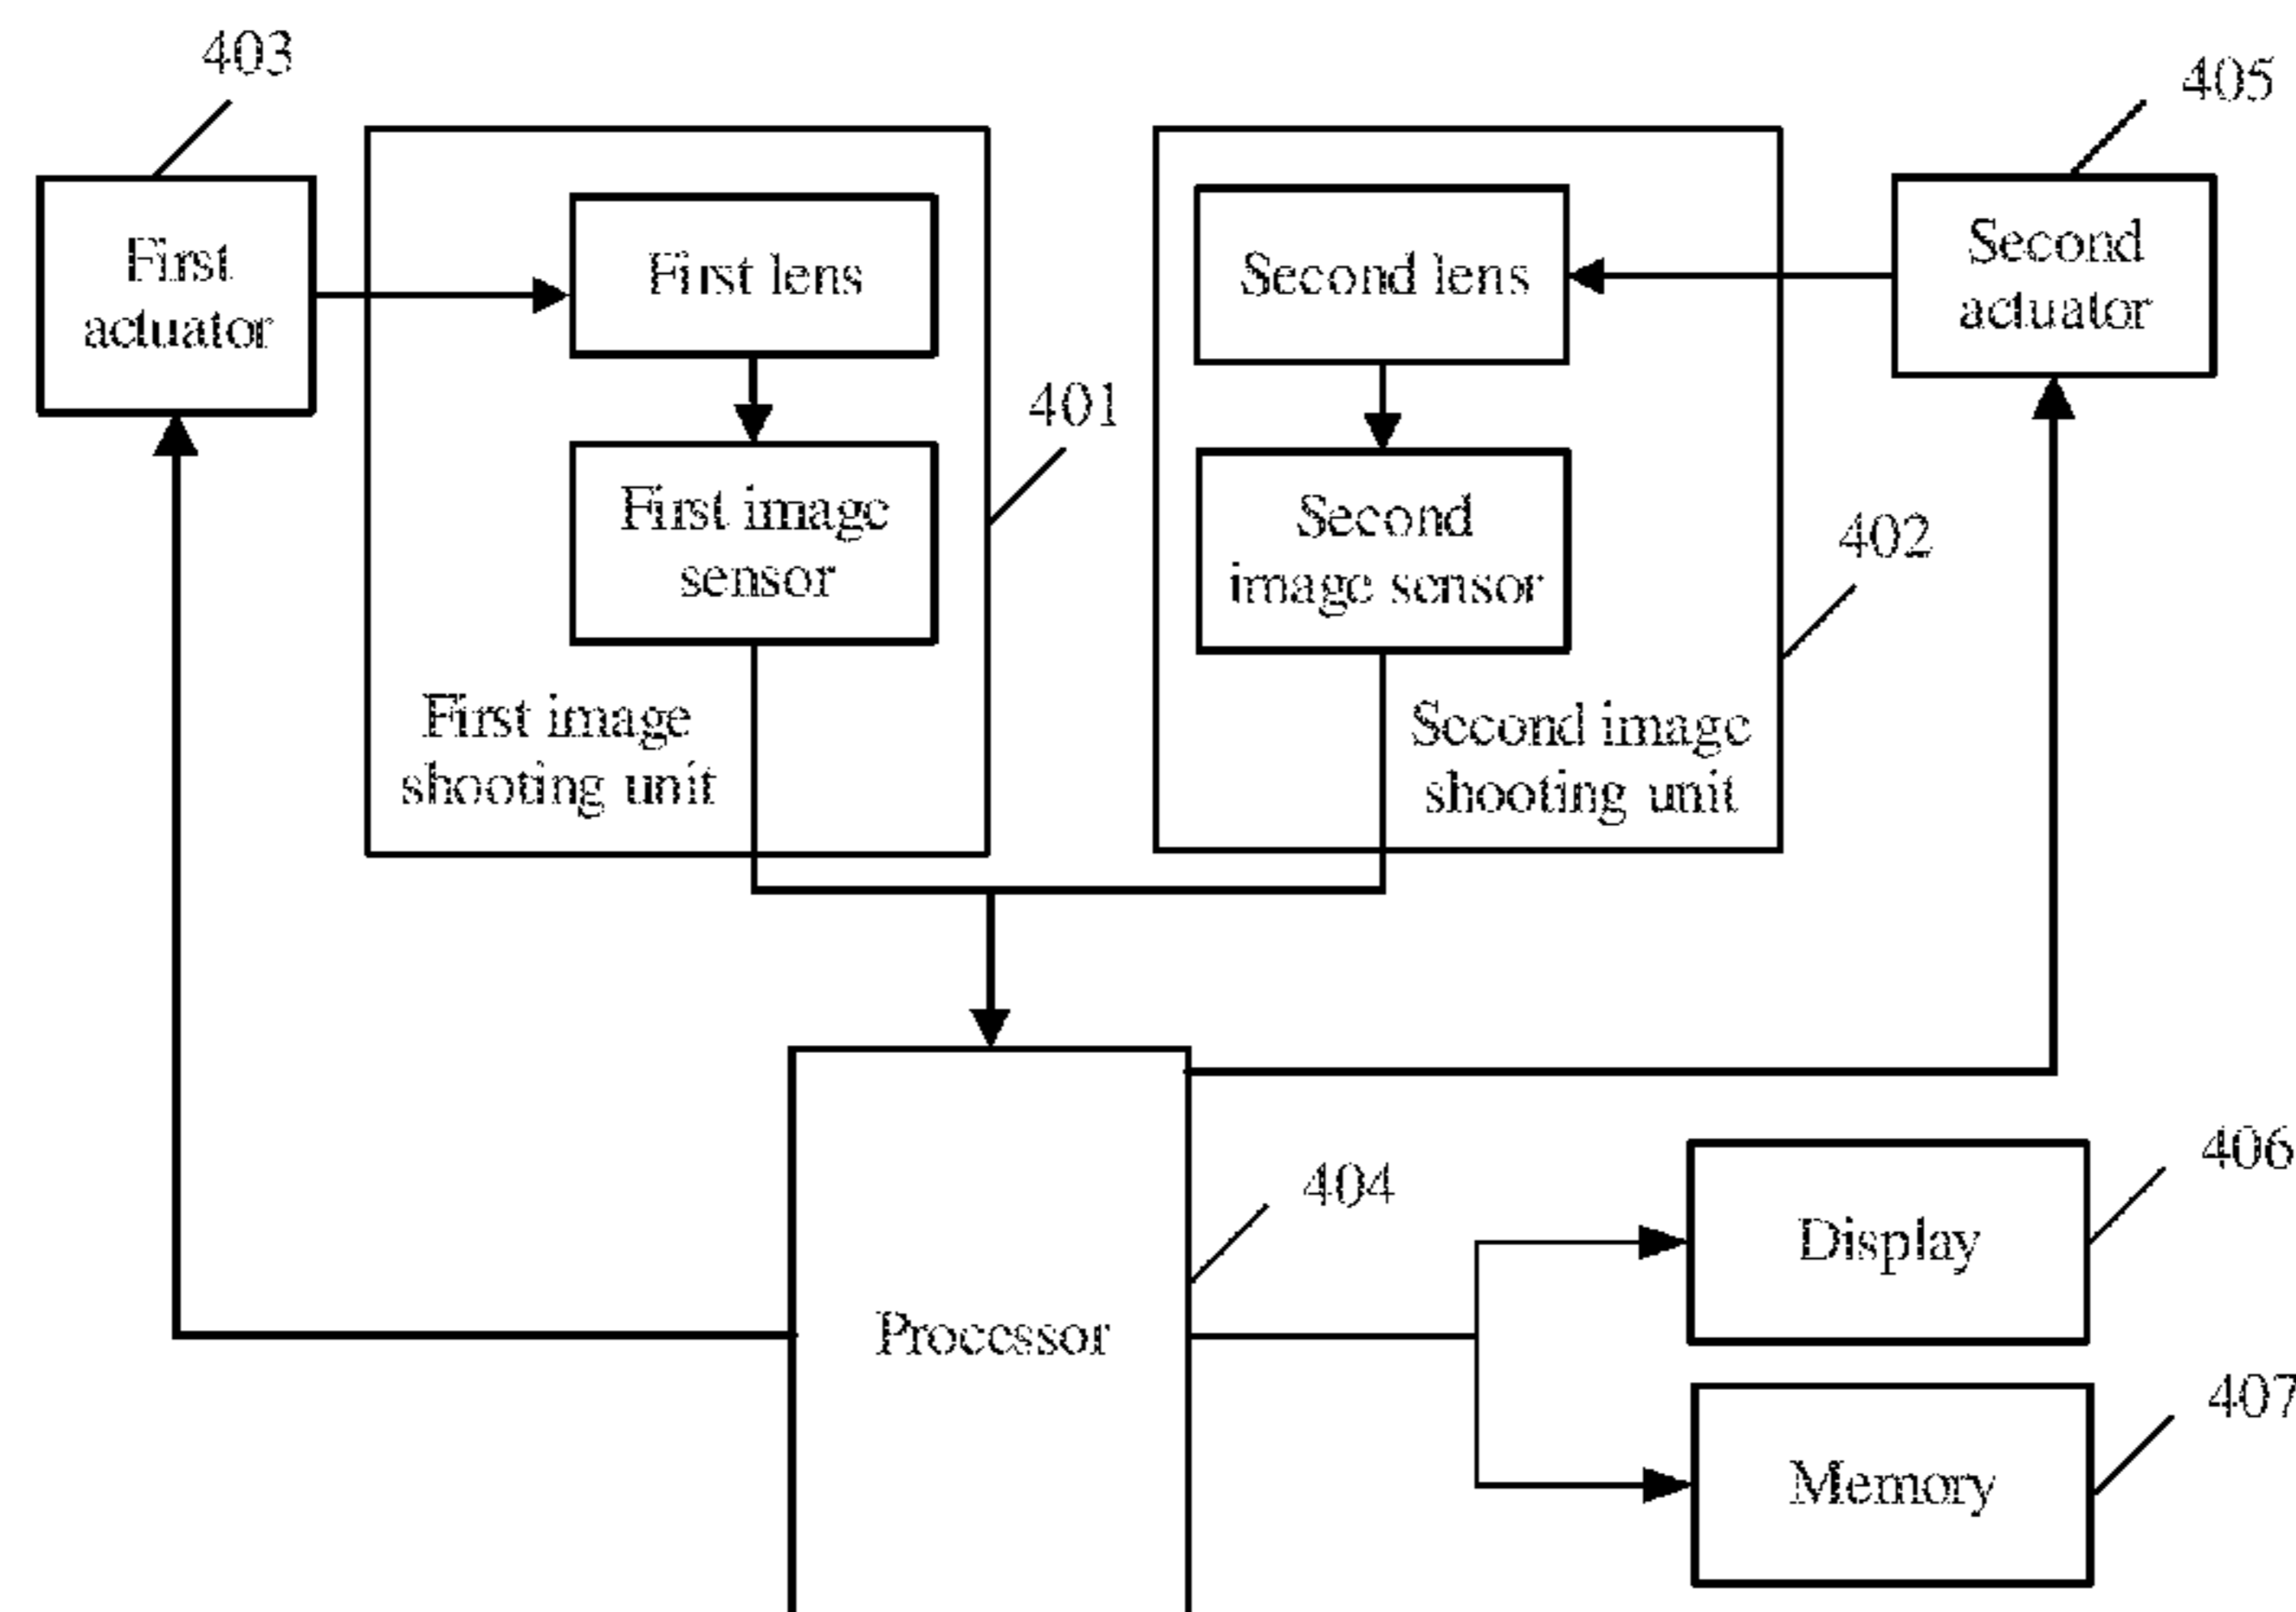 403
405
First
actuator
First lens
Second lens
Second
actuator
401
First image
sensor
Second
image sensor
402
First image
shooting unit
Second image
shooting unit
406
404
Display
Processor
407
Memory